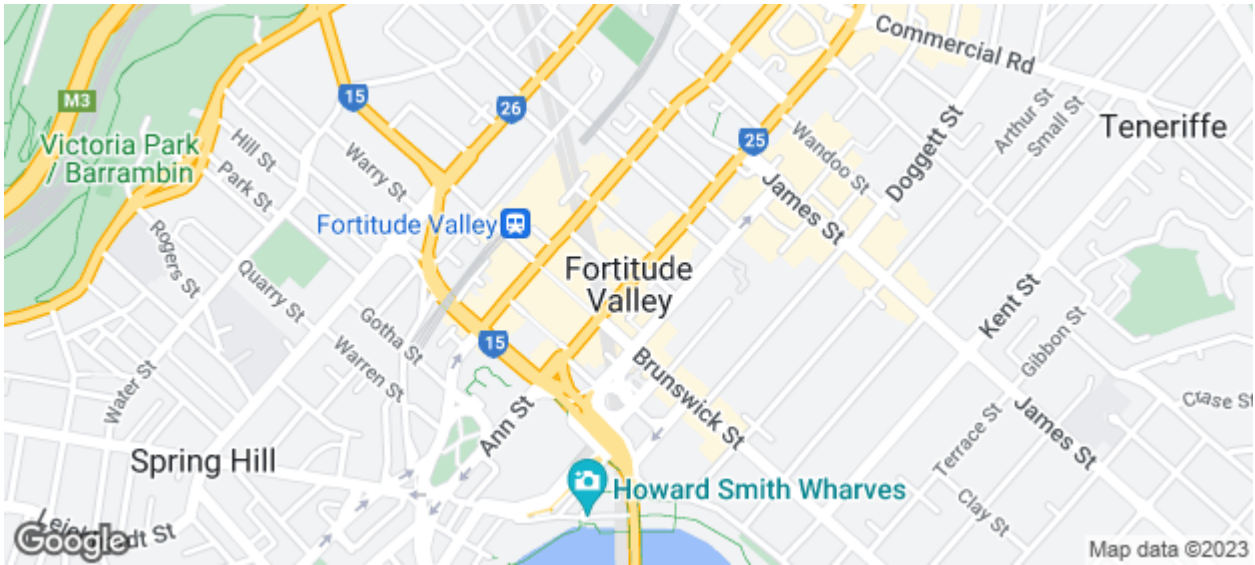 Commercial Rd
M3
15
26
25
Arthur St
Small St
Teneriffe
Victoria Park
/ Barrambin
Hill St
Park St
Warry St
Wandoo St
Doggett St
James St
Fortitude Valley
Rogers St
Quarry St
Fortitude
Valley
Kent St
Gotha St
Gibbon St
15
Warren St
Water St
Brunswick St
Ann St
Crase St
James St
Terrace St
Spring Hill
Howard Smith Wharves
Clay St
Google
Map data ©2023